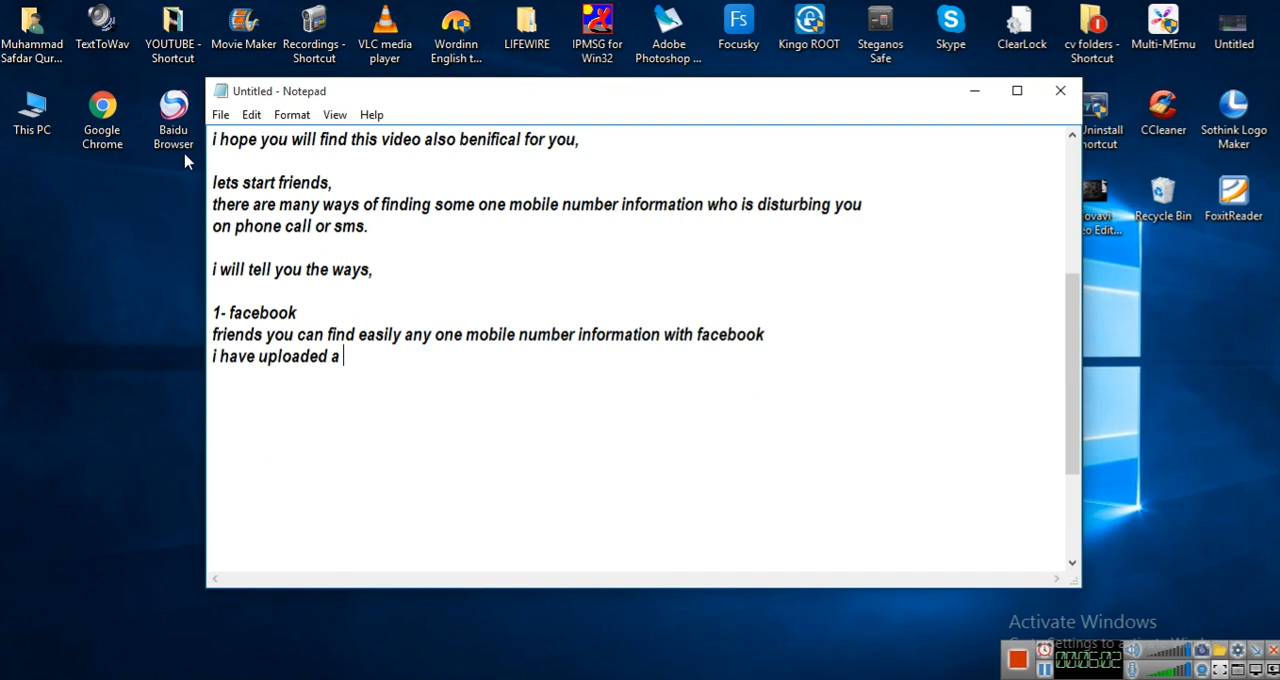 Muhammad Safdar Qur...
TextToWav
YOUTUBE - Shortcut
Movie Maker
Recordings - Shortcut
VLC media player
Wordinn English t...
LIFEWIRE
IPMSG for Win32
Adobe Photoshop ...
Focusky
Kingo ROOT
Steganos Safe
Skype
ClearLock
cv folders - Shortcut
Multi-MEmu
Untitled
This PC
Google Chrome
Baidu Browser
CCleaner
Sothink Logo Maker
Recycle Bin
FoxitReader
Untitled - Notepad
File Edit Format View Help
i hope you will find this video also benifical for you,
lets start friends,
there are many ways of finding some one mobile number information who is disturbing you
on phone call or sms.
i will tell you the ways,
1- facebook
friends you can find easily any one mobile number information with facebook
i have uploaded a
Activate Windows
000:06:02